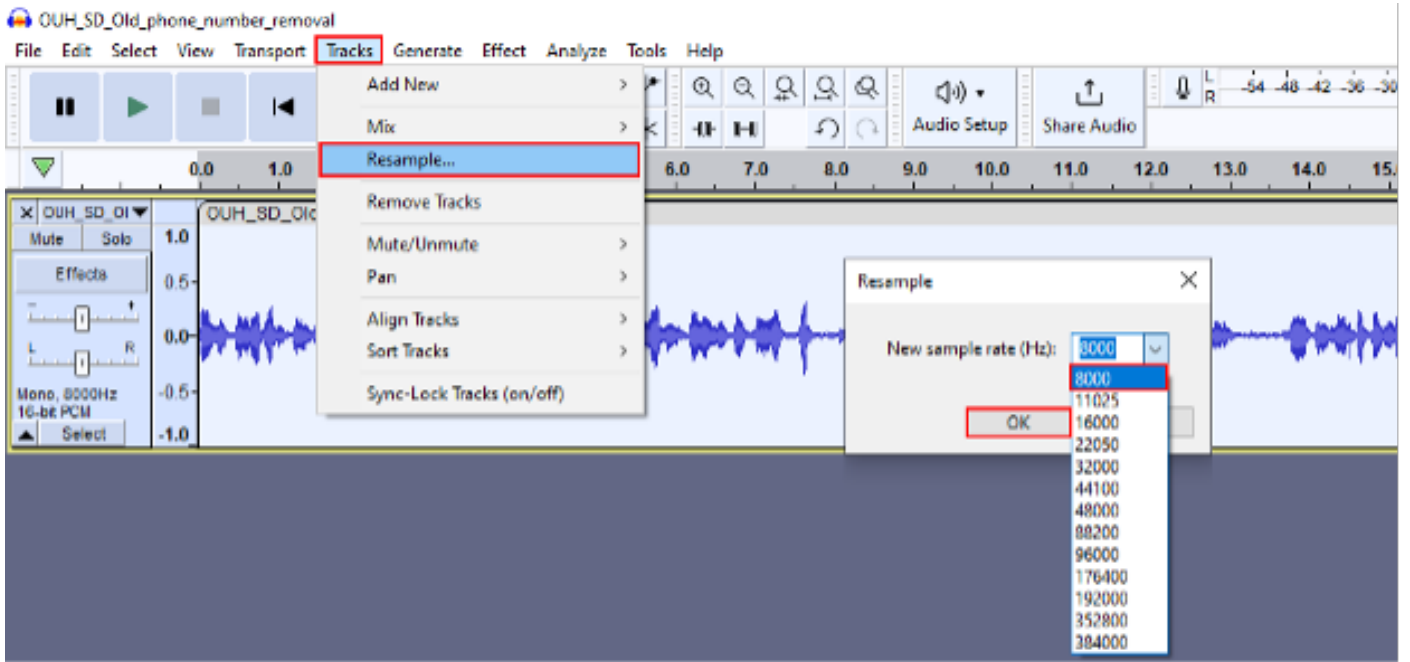 OUH_SD_Old_phone_number_removal
File Edit Select View Transport Tracks Generate Effect Analyze Tools Help
Add New
Mix
Resample...
Remove Tracks
Mute/Unmute
Pan
Align Tracks
Sort Tracks
Sync-Lock Tracks (on/off)
Audio Setup
Share Audio
L
R
-54 -48 -42 -36 -30
0.0 1.0 6.0 7.0 8.0 9.0 10.0 11.0 12.0 13.0 14.0 15.
X OUH_SD_Ol
OUH_SD_Old
Mute Solo
Effects
- +
L R
Mono, 8000Hz
16-bit PCM
Select
1.0
0.5-
0.0-
-0.5-
-1.0
Resample
New sample rate (Hz): 8000
OK
8000
11025
16000
22050
32000
44100
48000
88200
96000
176400
192000
352800
384000